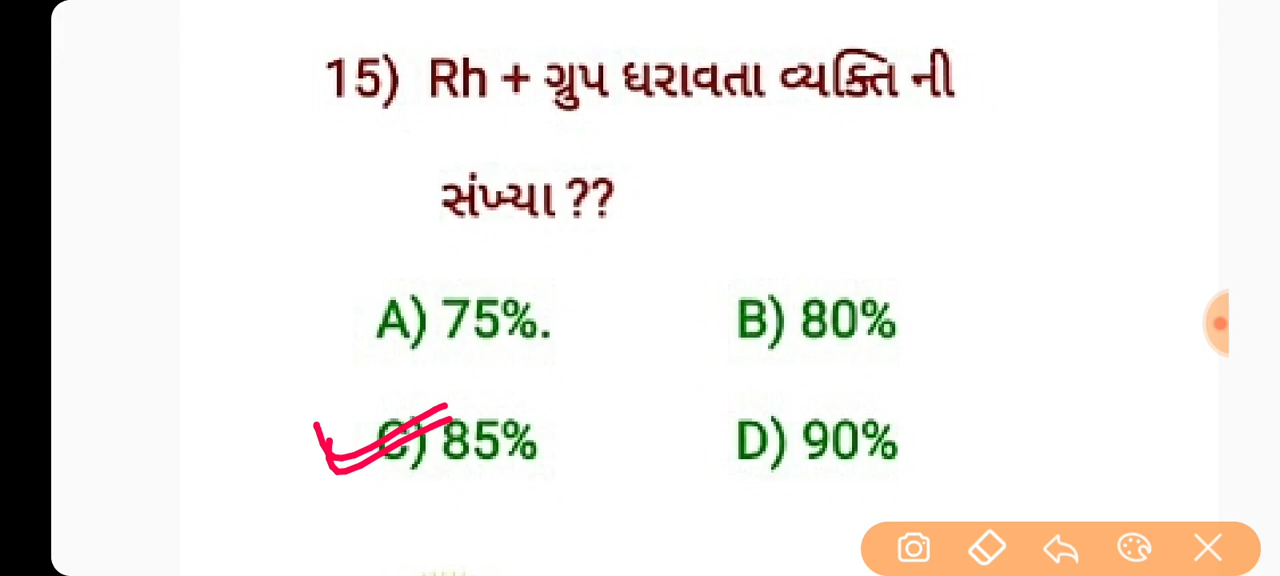 15) Rh + ગ્રુપ ધરાવતા વ્યક્તિ ની
સંખ્યા ??
A) 75%. B) 80%
C) 85% D) 90%